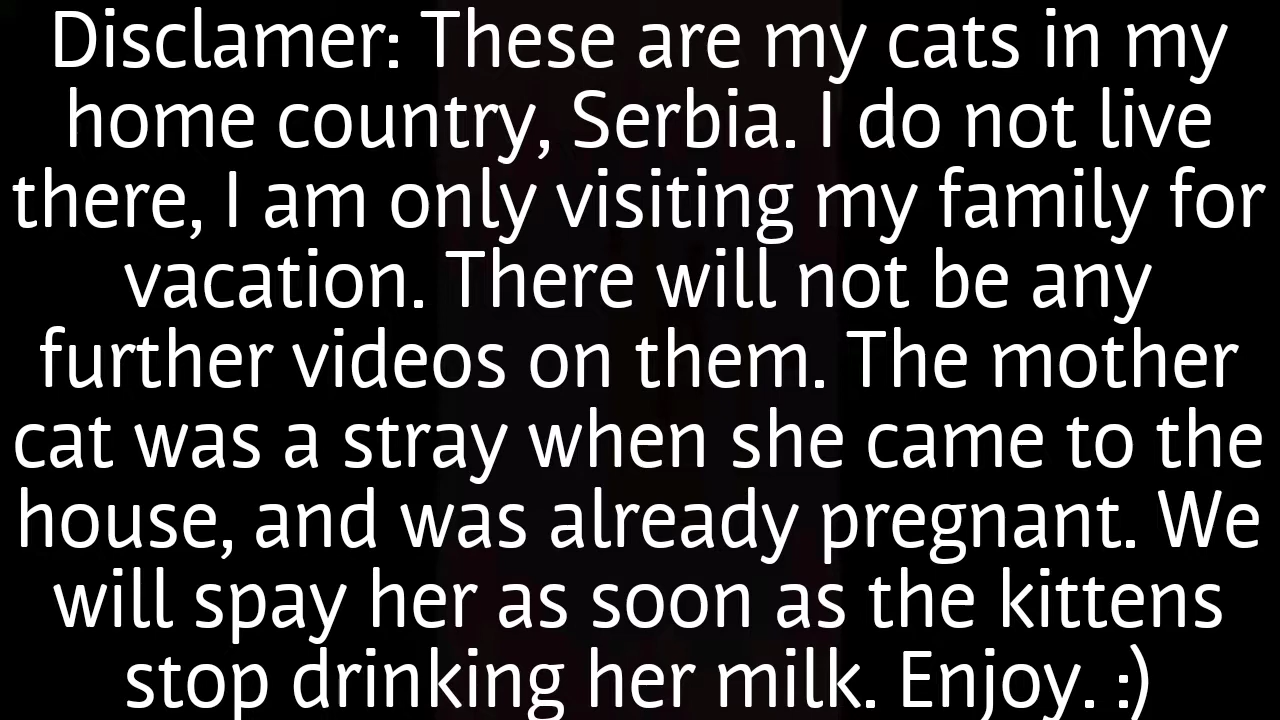 Disclamer: These are my cats in my
home country, Serbia. I do not live
there, I am only visiting my family for
vacation. There will not be any
further videos on them. The mother
cat was a stray when she came to the
house, and was already pregnant. We
will spay her as soon as the kittens
stop drinking her milk. Enjoy. :)